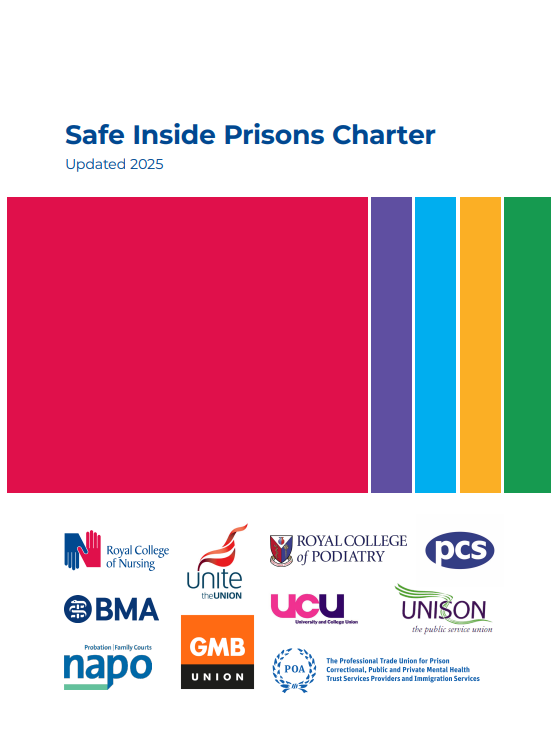 Safe Inside Prisons Charter
Updated 2025
Royal College
of Nursing
unite
theUNION
ROYAL COLLEGE
of PODIATRY
pcs
BMA
ucu
University and College Union
UNISON
the public service union
Probation|Family Courts
napo
GMB
UNION
POA
The Professional Trade Union for Prison
Correctional, Public and Private Mental Health
Trust Services Providers and Immigration Services